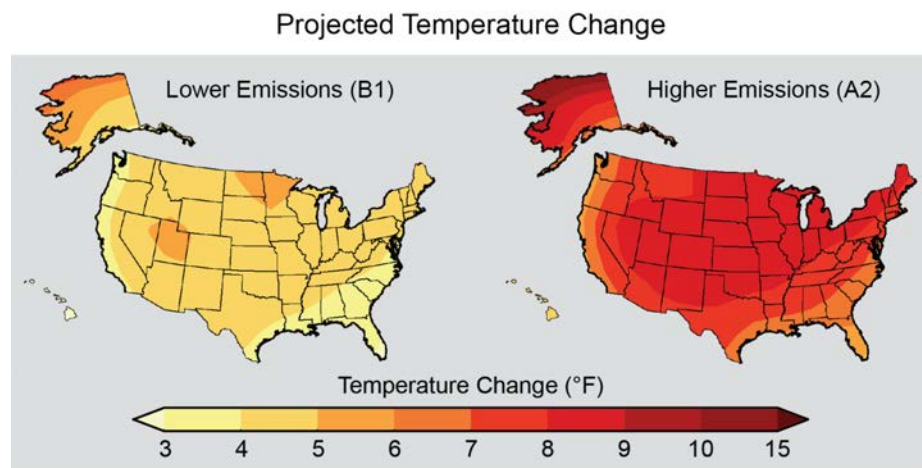 Projected Temperature Change
Lower Emissions (B1)
Higher Emissions (A2)
Temperature Change (°F)
3 4 5 6 7 8 9 10 15